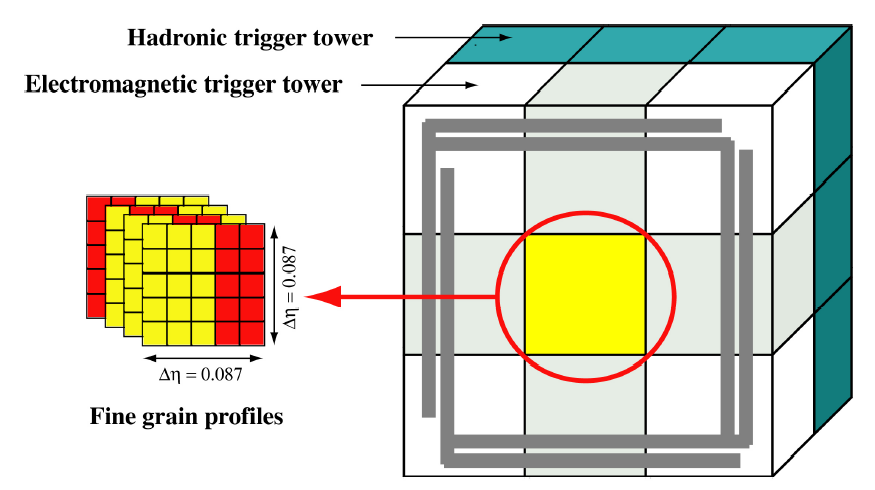 Hadronic trigger tower
Electromagnetic trigger tower
Δη = 0.087
Δη = 0.087
Fine grain profiles